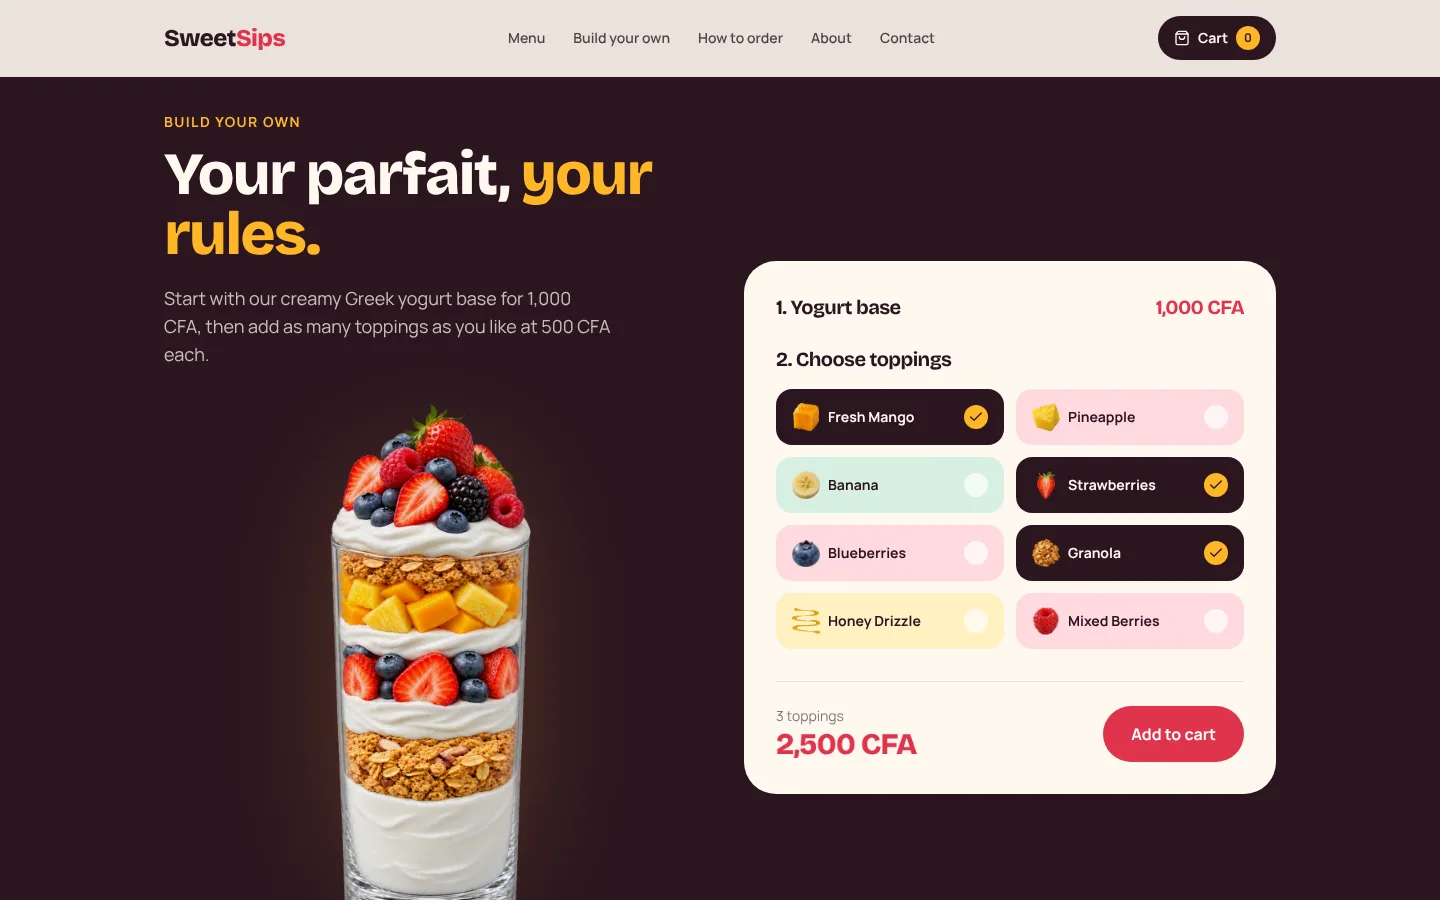 SweetSips
Menu
Build your own
How to order
About
Contact
Cart
0
BUILD YOUR OWN
Your parfait, your
rules.
Start with our creamy Greek yogurt base for 1,000
CFA, then add as many toppings as you like at 500 CFA
each.
1. Yogurt base
1,000 CFA
2. Choose toppings
Fresh Mango
Pineapple
Banana
Strawberries
Blueberries
Granola
Honey Drizzle
Mixed Berries
3 toppings
2,500 CFA
Add to cart